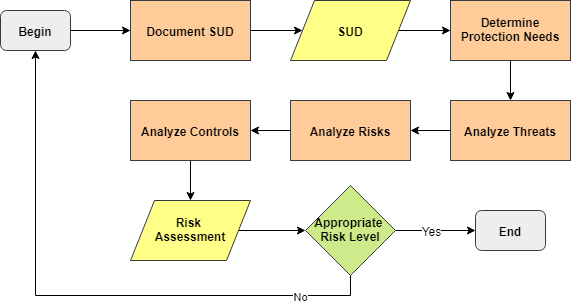 Begin
Document SUD
SUD
Determine
Protection Needs
Analyze Controls
Analyze Risks
Analyze Threats
Risk
Assessment
Appropriate
Risk Level
Yes
End
No